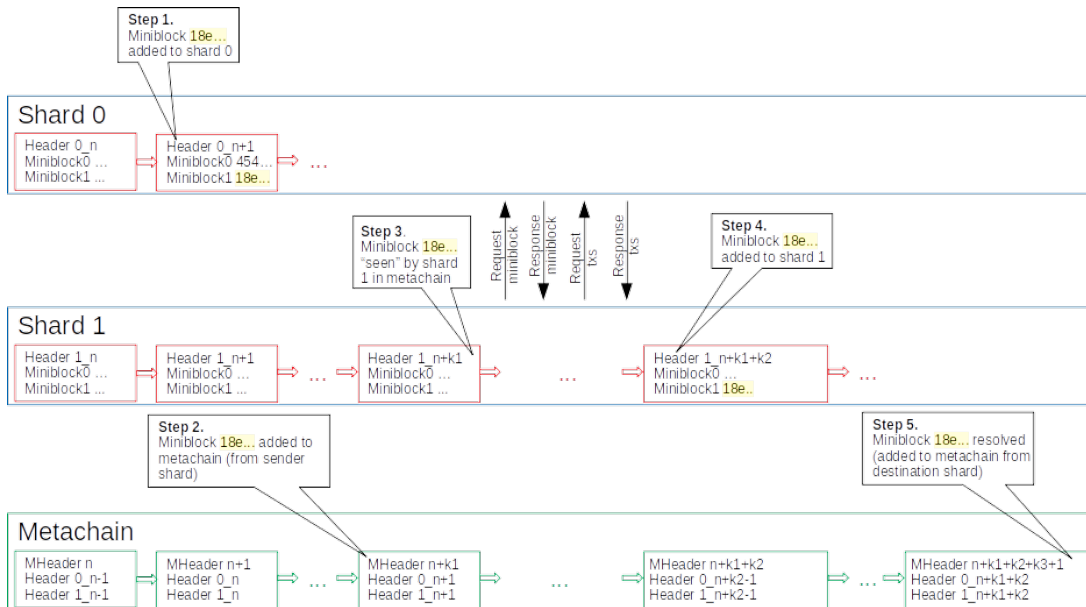 Step 1.
Miniblock 18e...
added to shard 0
Shard 0
Header 0_n
Miniblock0 ...
Miniblock1 ...
Header 0_n+1
Miniblock0 454...
Miniblock1 18e...
...
Step 3.
Miniblock 18e...
“seen” by shard
1 in metachain
Request
miniblock
Response
miniblock
Request
txs
Response
txs
Step 4.
Miniblock 18e...
added to shard 1
Shard 1
Header 1_n
Miniblock0 ...
Miniblock1 ...
Header 1_n+1
Miniblock0 ...
Miniblock1 ...
...
Header 1_n+k1
Miniblock0 ...
Miniblock1 ...
...
Header 1_n+k1+k2
Miniblock0 ...
Miniblock1 18e..
...
Step 2.
Miniblock 18e... added to
metachain (from sender
shard)
Step 5.
Miniblock 18e... resolved
(added to metachain from
destination shard)
Metachain
MHeader n
Header 0_n-1
Header 1_n-1
MHeader n+1
Header 0_n
Header 1_n
...
MHeader n+k1
Header 0_n+1
Header 1_n+1
...
MHeader n+k1+k2
Header 0_n+k2-1
Header 1_n+k2-1
...
MHeader n+k1+k2+k3+1
Header 0_n+k1+k2
Header 1_n+k1+k2